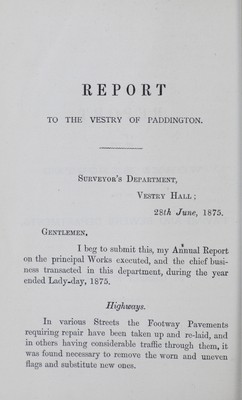 REPORT
TO THE VESTRY OF PADDINGTON.
SURVEYOR'S DEPARTMENT,
VESTRY HALL;
28th June, 1875.
GENTLEMEN,
I beg to submit this, my Annual Report
on the principal Works executed, and the chief busi-
ness transacted in this department, during the year
ended Lady-day, 1875.
Highways.
In various Streets the Footway Pavements
requiring repair have been taken up and re-laid, and
in others having considerable traffic through them, it
was found necessary to remove the worn and uneven
flags and substitute new ones.